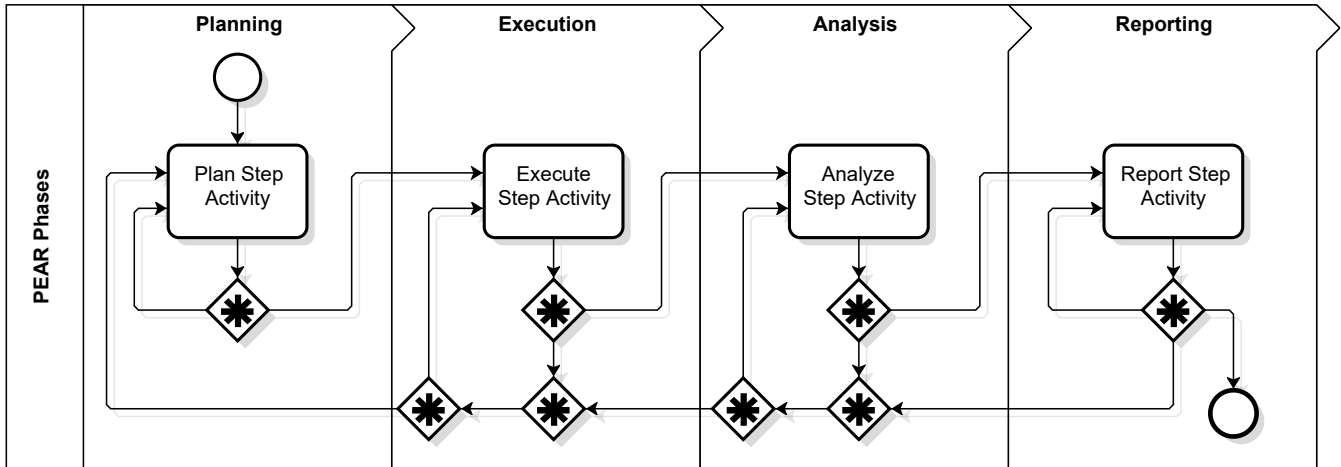 Planning
Execution
Analysis
Reporting
PEAR Phases
Plan Step
Activity
Execute
Step Activity
Analyze
Step Activity
Report Step
Activity